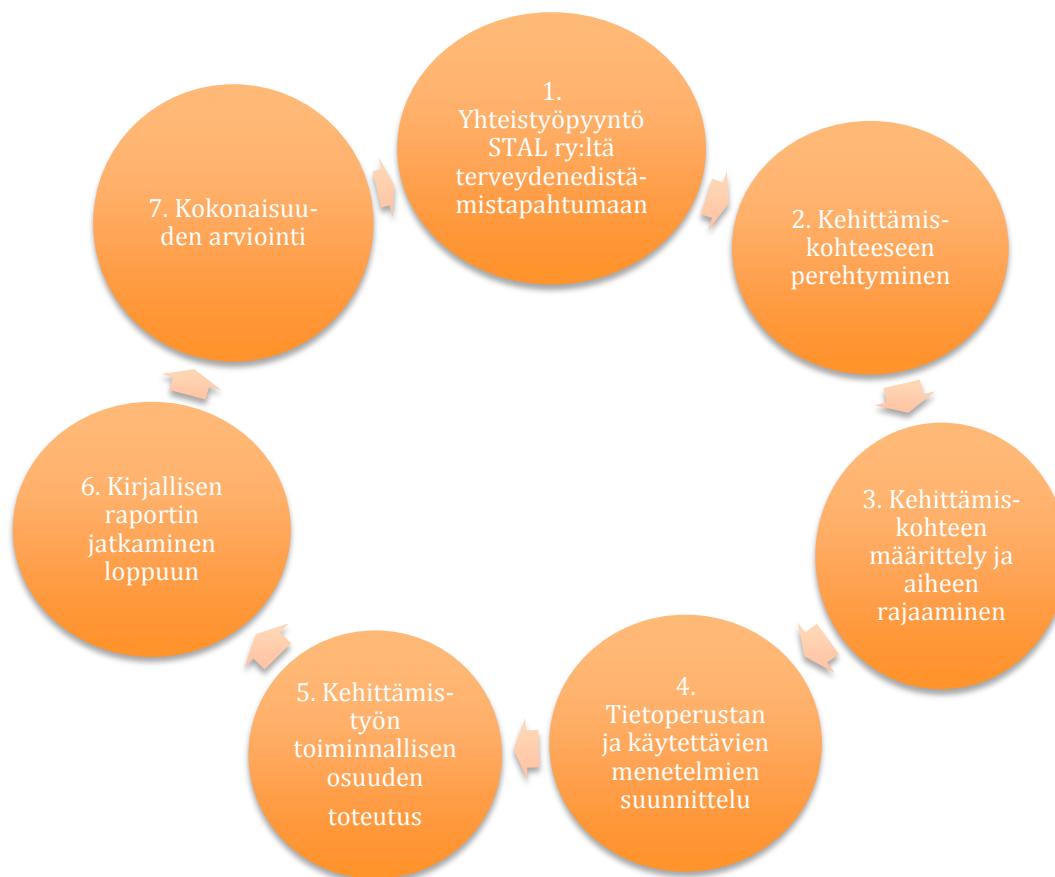 1.
Yhteistyöpyyntö
STAL ry:ltä
terveydenedistä-
mistapahtumaan
2. Kehittämis-
kohteeseen
perehtyminen
3. Kehittämis-
kohteen
määrittely ja
aiheen
rajaaminen
4.
Tietoperustan
ja käytettävien
menetelmien
suunnittelu
5. Kehittämis-
työn
toiminnallisen
osuuden
toteutus
6. Kirjallisen
raportin
jatkaminen
loppuun
7. Kokonaisuu-
den arviointi